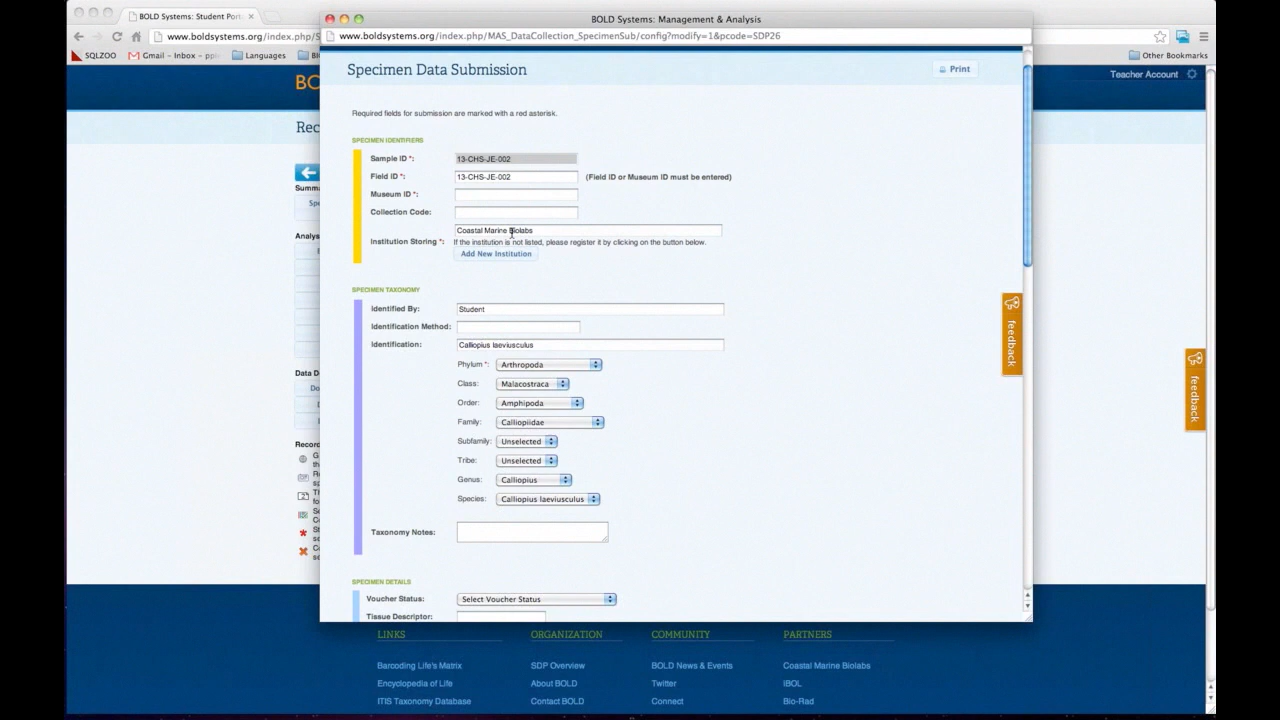 BOLD Systems: Student Port
BOLD Systems: Management & Analysis
www.boldsystems.org/index.php/S
www.boldsystems.org/index.php/MAS_DataCollection_SpecimenSub/config?modify=1&pcode=SDP26
SQLZOO
Gmail - Inbox -
Languages
Other Bookmarks
BO
Teacher Account
Specimen Data Submission
Print
Rec
Required fields for submission are marked with a red asterisk.
SPECIMEN IDENTIFIERS
Sample ID *:
13-CHS-JE-002
Field ID *:
13-CHS-JE-002
(Field ID or Museum ID must be entered)
Museum ID *:
Collection Code:
Coastal Marine Biolabs
Institution Storing *:
If the institution is not listed, please register it by clicking on the button below.
Add New Institution
Summa
Spe
Analys
Data D
Do
Record
SPECIMEN TAXONOMY
Identified By:
Student
Identification Method:
Identification:
Calliopius laeviusculus
Phylum *:
Arthropoda
Class:
Malacostraca
Order:
Amphipoda
Family:
Calliopiidae
Subfamily:
Unselected
Tribe:
Unselected
Genus:
Calliopius
Species:
Calliopius laeviusculus
Taxonomy Notes:
SPECIMEN DETAILS
Voucher Status:
Select Voucher Status
Tissue Descriptor:
feedback
feedback
LINKS
ORGANIZATION
COMMUNITY
PARTNERS
Barcoding Life's Matrix
SDP Overview
BOLD News & Events
Coastal Marine Biolabs
Encyclopedia of Life
About BOLD
Twitter
iBOL
ITIS Taxonomy Database
Contact BOLD
Connect
Bio-Rad